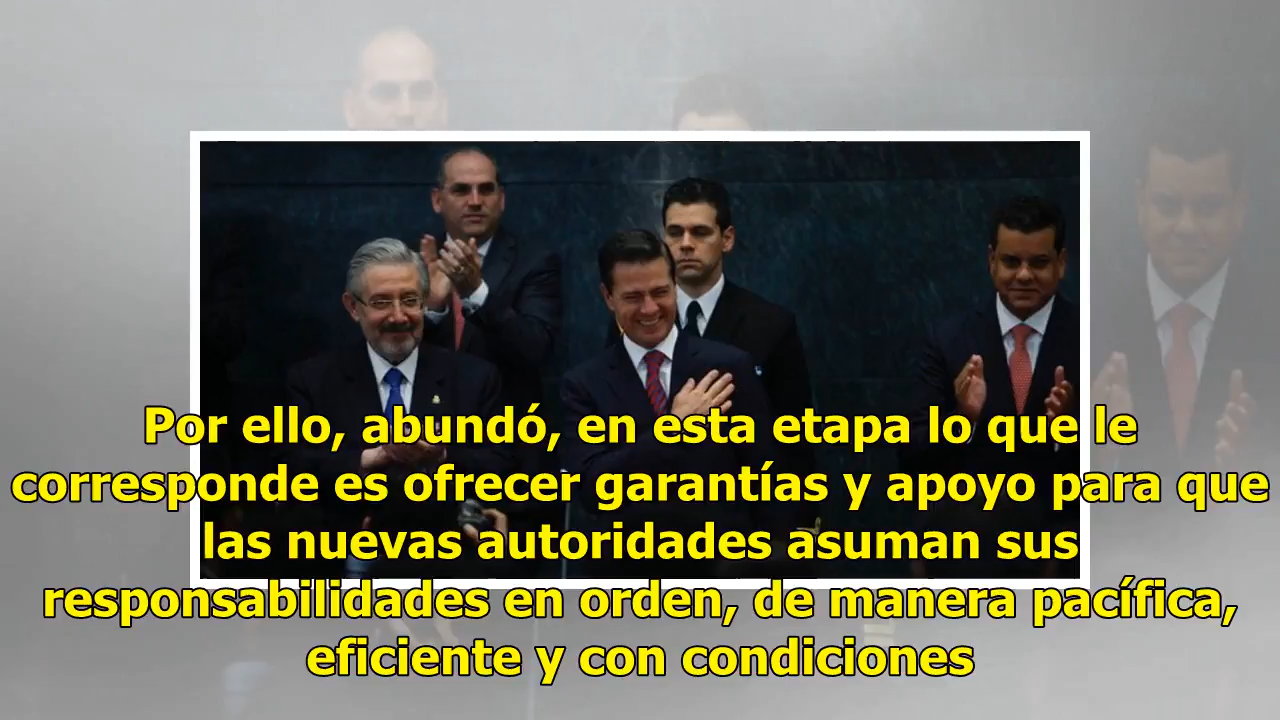 Por ello, abundó, en esta etapa lo que le
corresponde es ofrecer garantías y apoyo para que
las nuevas autoridades asuman sus
responsabilidades en orden, de manera pacífica,
eficiente y con condiciones